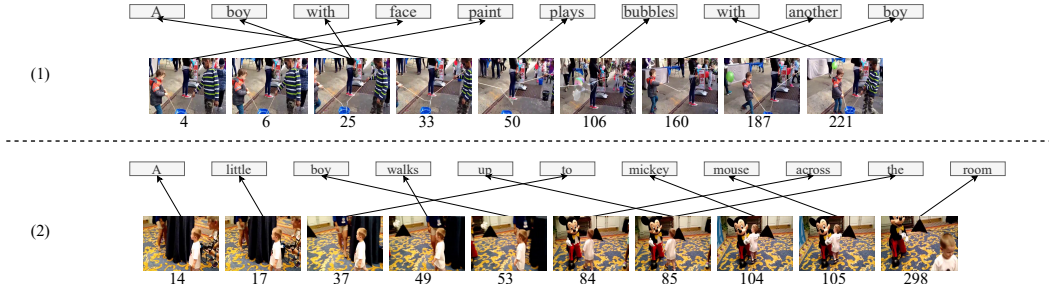 A boy with face paint plays bubbles with another boy
(1)
4 6 25 33 50 106 160 187 221
A little boy walks up to mickey mouse across the room
(2)
14 17 37 49 53 84 85 104 105 298